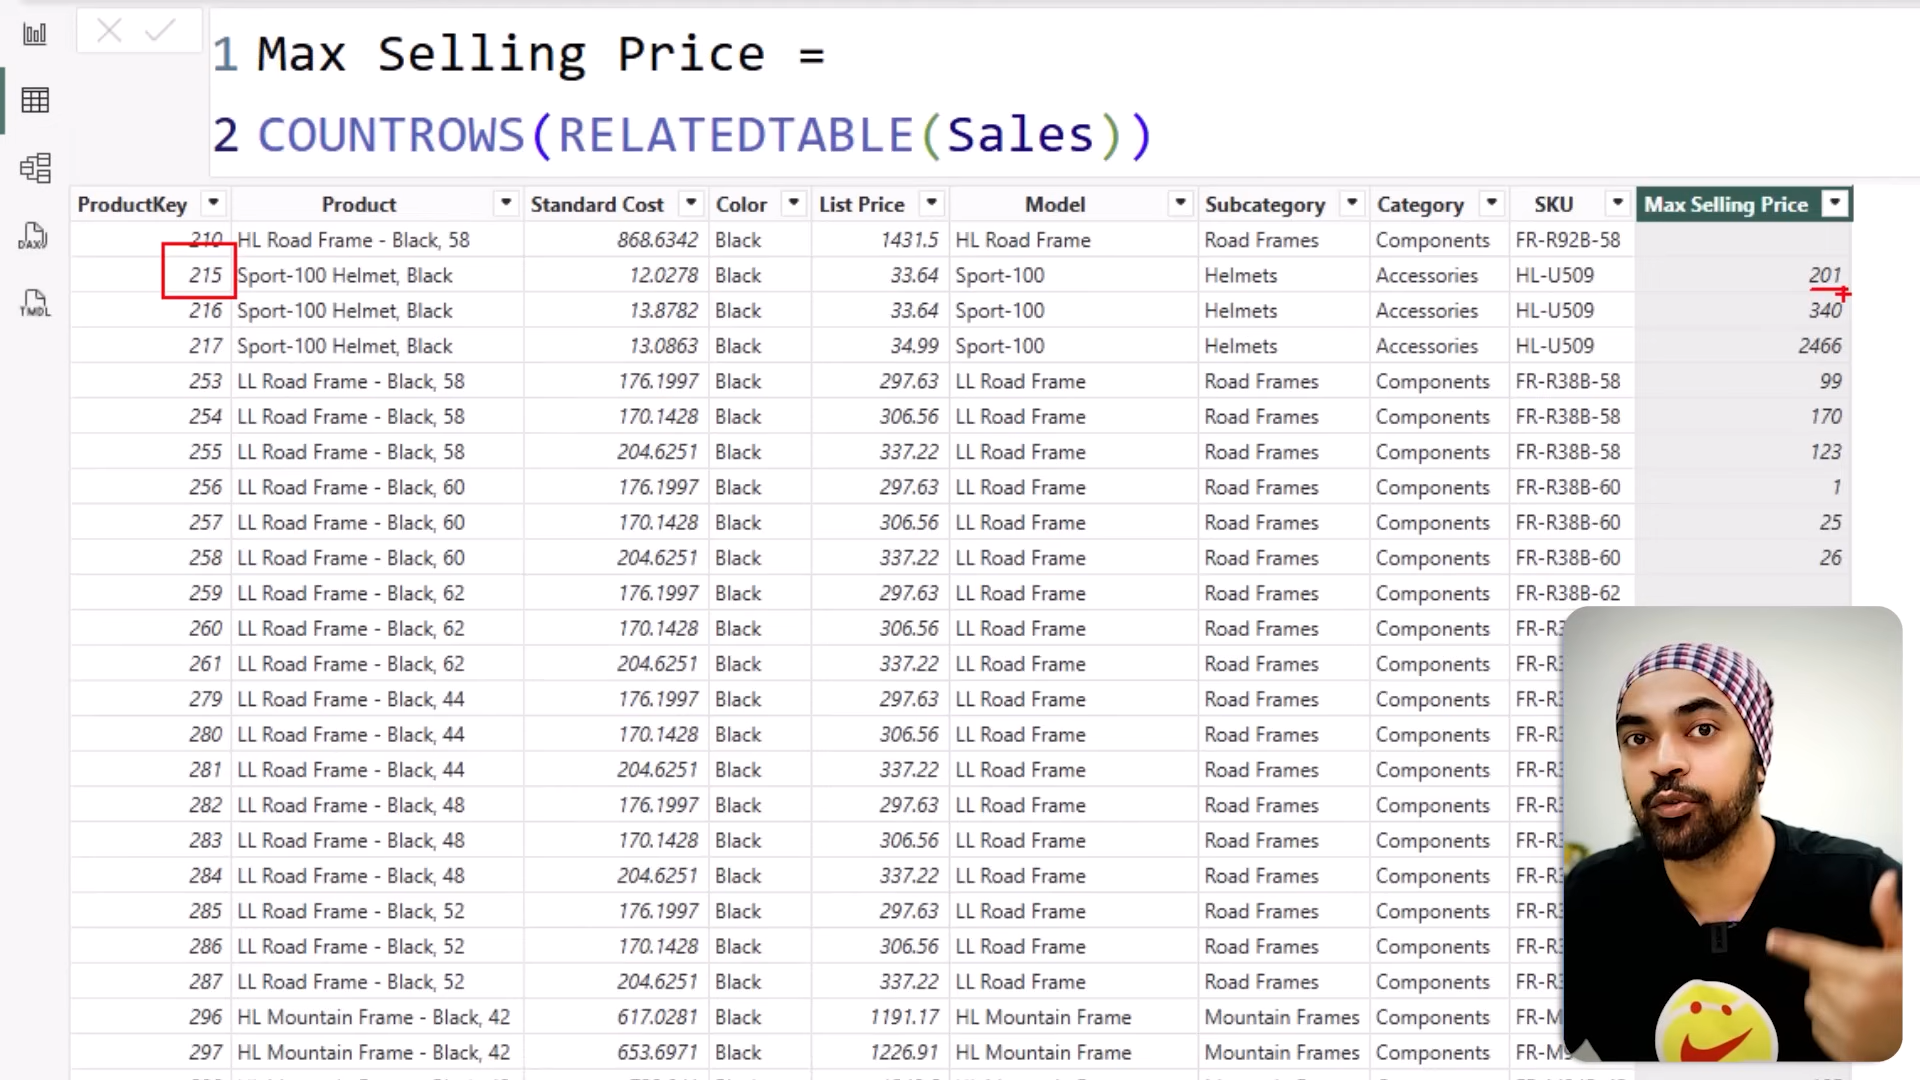 1 Max Selling Price =
2 COUNTROWS(RELATEDTABLE(Sales))
DAX
TMDL
ProductKey Product Standard Cost Color List Price Model Subcategory Category SKU Max Selling Price
210 HL Road Frame - Black, 58 868.6342 Black 1431.5 HL Road Frame Road Frames Components FR-R92B-58
215 Sport-100 Helmet, Black 12.0278 Black 33.64 Sport-100 Helmets Accessories HL-U509 201
216 Sport-100 Helmet, Black 13.8782 Black 33.64 Sport-100 Helmets Accessories HL-U509 340
217 Sport-100 Helmet, Black 13.0863 Black 34.99 Sport-100 Helmets Accessories HL-U509 2466
253 LL Road Frame - Black, 58 176.1997 Black 297.63 LL Road Frame Road Frames Components FR-R38B-58 99
254 LL Road Frame - Black, 58 170.1428 Black 306.56 LL Road Frame Road Frames Components FR-R38B-58 170
255 LL Road Frame - Black, 58 204.6251 Black 337.22 LL Road Frame Road Frames Components FR-R38B-58 123
256 LL Road Frame - Black, 60 176.1997 Black 297.63 LL Road Frame Road Frames Components FR-R38B-60 1
257 LL Road Frame - Black, 60 170.1428 Black 306.56 LL Road Frame Road Frames Components FR-R38B-60 25
258 LL Road Frame - Black, 60 204.6251 Black 337.22 LL Road Frame Road Frames Components FR-R38B-60 26
259 LL Road Frame - Black, 62 176.1997 Black 297.63 LL Road Frame Road Frames Components FR-R38B-62
260 LL Road Frame - Black, 62 170.1428 Black 306.56 LL Road Frame Road Frames Components
261 LL Road Frame - Black, 62 204.6251 Black 337.22 LL Road Frame Road Frames Components
279 LL Road Frame - Black, 44 176.1997 Black 297.63 LL Road Frame Road Frames Components
280 LL Road Frame - Black, 44 170.1428 Black 306.56 LL Road Frame Road Frames Components
281 LL Road Frame - Black, 44 204.6251 Black 337.22 LL Road Frame Road Frames Components
282 LL Road Frame - Black, 48 176.1997 Black 297.63 LL Road Frame Road Frames Components
283 LL Road Frame - Black, 48 170.1428 Black 306.56 LL Road Frame Road Frames Components
284 LL Road Frame - Black, 48 204.6251 Black 337.22 LL Road Frame Road Frames Components
285 LL Road Frame - Black, 52 176.1997 Black 297.63 LL Road Frame Road Frames Components
286 LL Road Frame - Black, 52 170.1428 Black 306.56 LL Road Frame Road Frames Components
287 LL Road Frame - Black, 52 204.6251 Black 337.22 LL Road Frame Road Frames Components
296 HL Mountain Frame - Black, 42 617.0281 Black 1191.17 HL Mountain Frame Mountain Frames Components
297 HL Mountain Frame - Black, 42 653.6971 Black 1226.91 HL Mountain Frame Mountain Frames Components